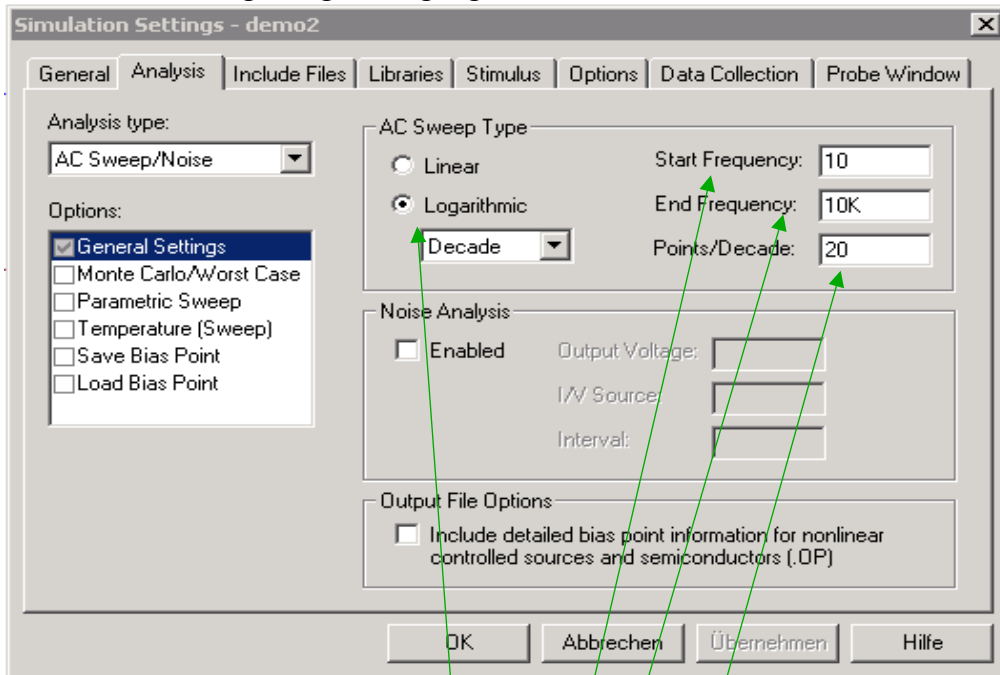 Simulation Settings - demo2
General Analysis Include Files Libraries Stimulus Options Data Collection Probe Window
Analysis type:
AC Sweep/Noise
Options:
General Settings
Monte Carlo/Worst Case
Parametric Sweep
Temperature (Sweep)
Save Bias Point
Load Bias Point
AC Sweep Type
Linear
Logarithmic
Decade
Start Frequency: 10
End Frequency: 10K
Points/Decade: 20
Noise Analysis
Enabled
Output Voltage:
I/V Source:
Interval:
Output File Options
Include detailed bias point information for nonlinear
controlled sources and semiconductors (.OP)
OK Abbrechen Übernehmen Hilfe